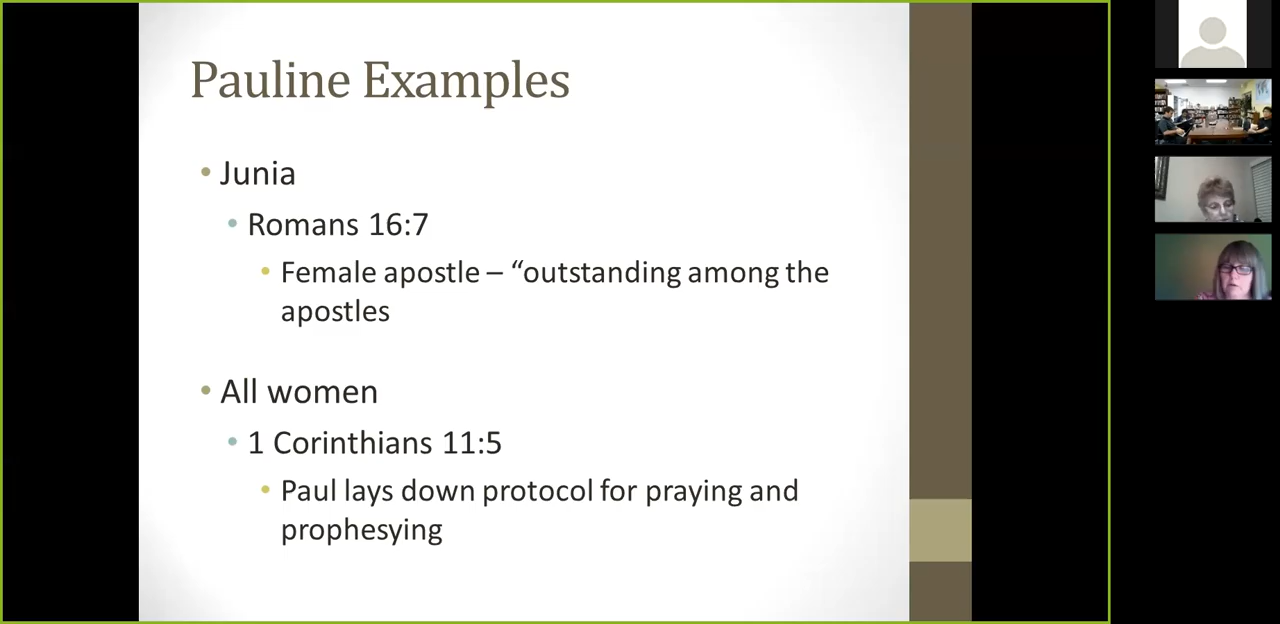 Pauline Examples
• Junia
• Romans 16:7
• Female apostle – “outstanding among the
apostles
• All women
• 1 Corinthians 11:5
• Paul lays down protocol for praying and
prophesying